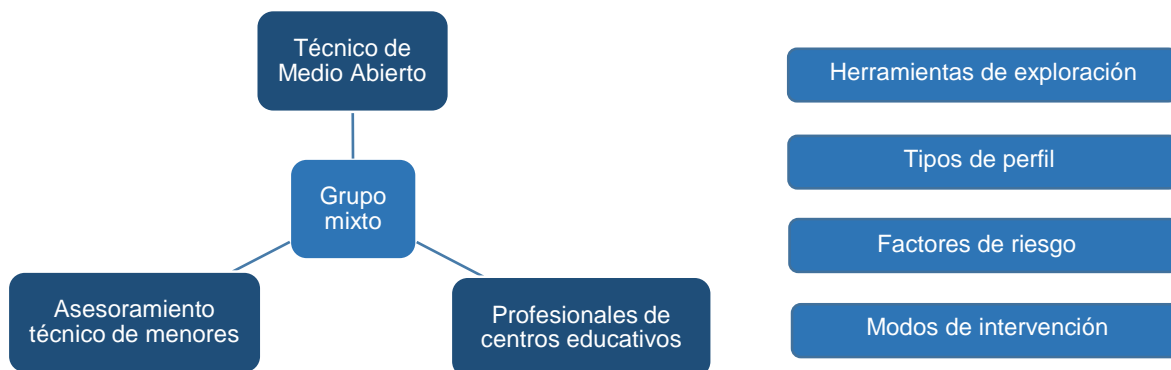 Técnico de
Medio Abierto
Grupo
mixto
Asesoramiento
técnico de menores
Profesionales de
centros educativos
Herramientas de exploración
Tipos de perfil
Factores de riesgo
Modos de intervención